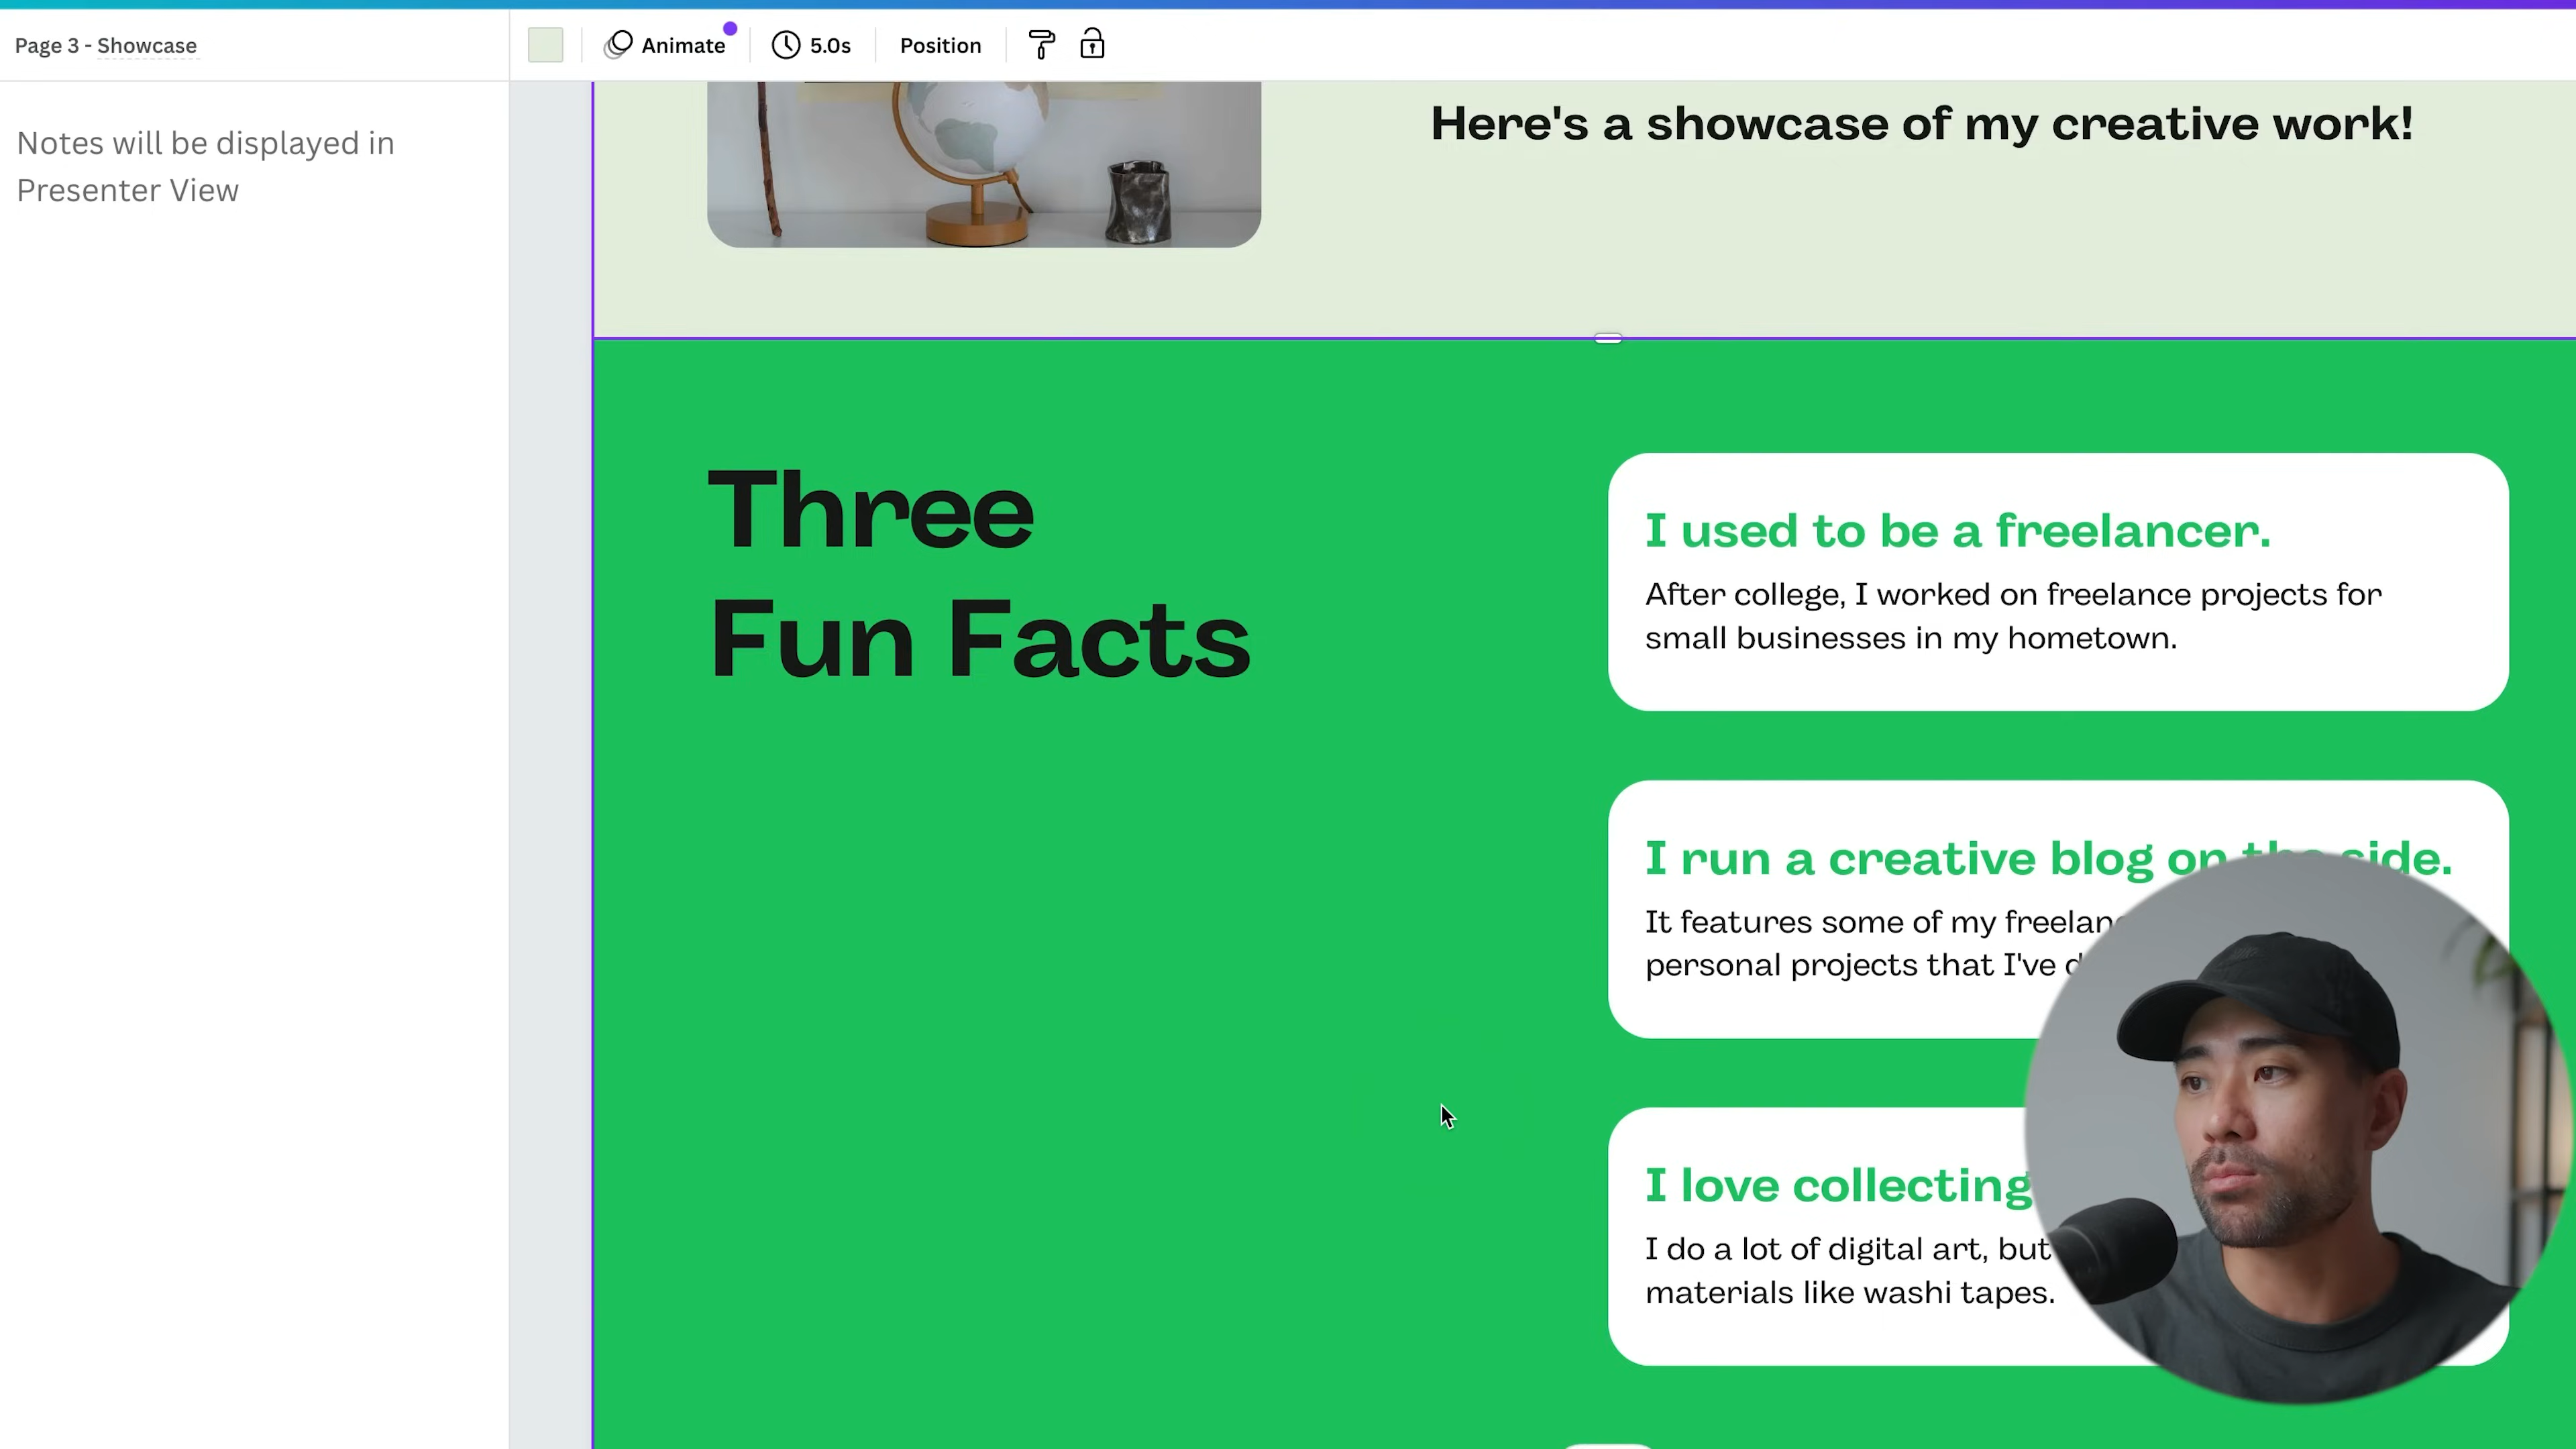 Page 3 - Showcase
Animate
5.0s
Position
Notes will be displayed in
Presenter View
Here's a showcase of my creative work!
Three
Fun Facts
I used to be a freelancer.
After college, I worked on freelance projects for
small businesses in my hometown.
I run a creative blog on the side.
It features some of my
personal projects that I've
I love collecting
I do a lot of digital art, but
materials like washi tapes.